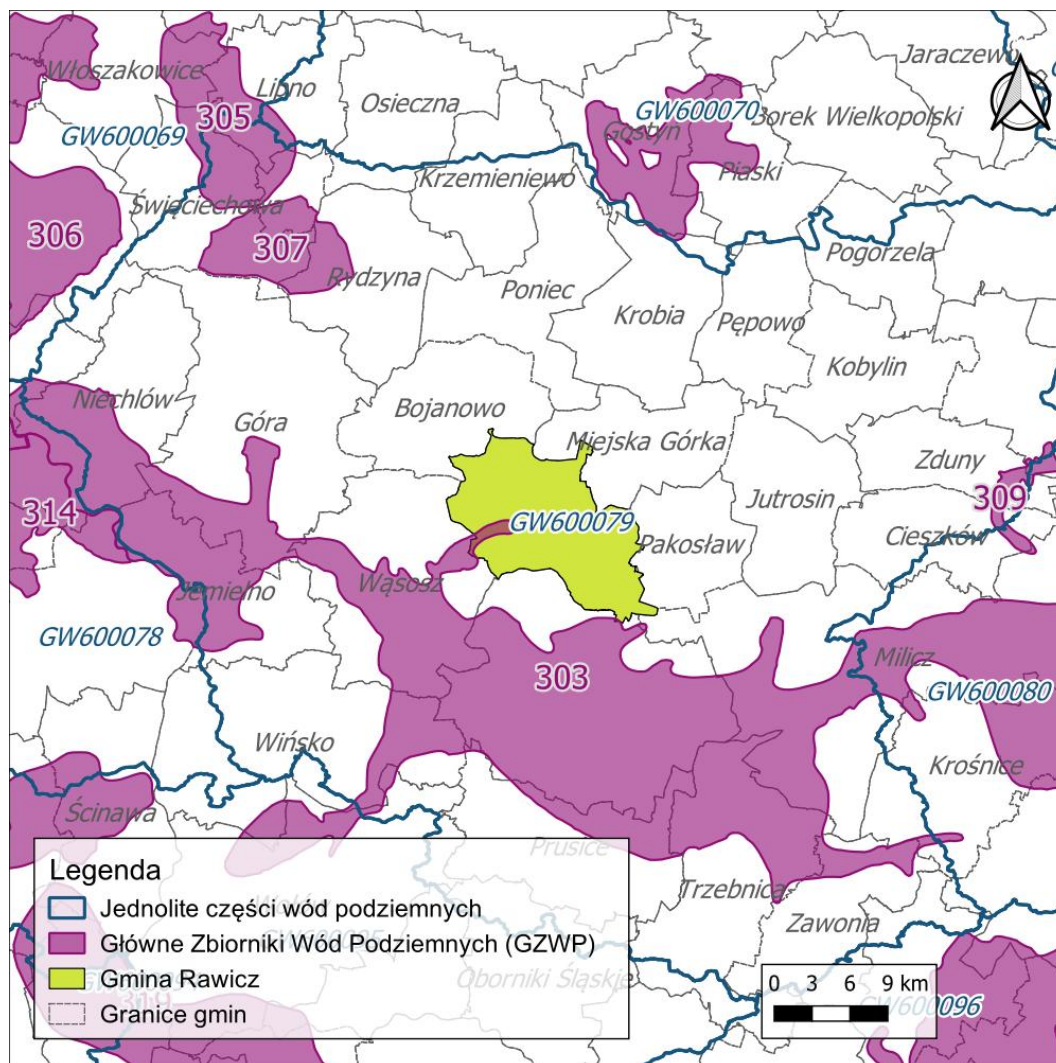 Jaraczewo
Włoszakowice
Lipno
Osieczna
305
GW600069
GW600070
Borek Wielkopolski
Gostyń
Piaski
Krzemieniewo
Święciechowa
306
307
Rydzyna
Pogorzela
Poniec
Krobia
Pępowo
Kobylin
Niechlów
Góra
Bojanowo
Miejska Górka
Zduny
Jutrosin
309
314
GW600079
Pakosław
Cieszków
Wąsosz
Jemielno
GW600078
303
Milicz
GW600080
Wińsko
Krośnice
Ścinawa
Prusice
Trzebnica
Zawonia
Wołów
Oborniki Śląskie
319
GW600096
Legenda
Jednolite części wód podziemnych
Główne Zbiorniki Wód Podziemnych (GZWP)
Gmina Rawicz
Granice gmin
0 3 6 9 km